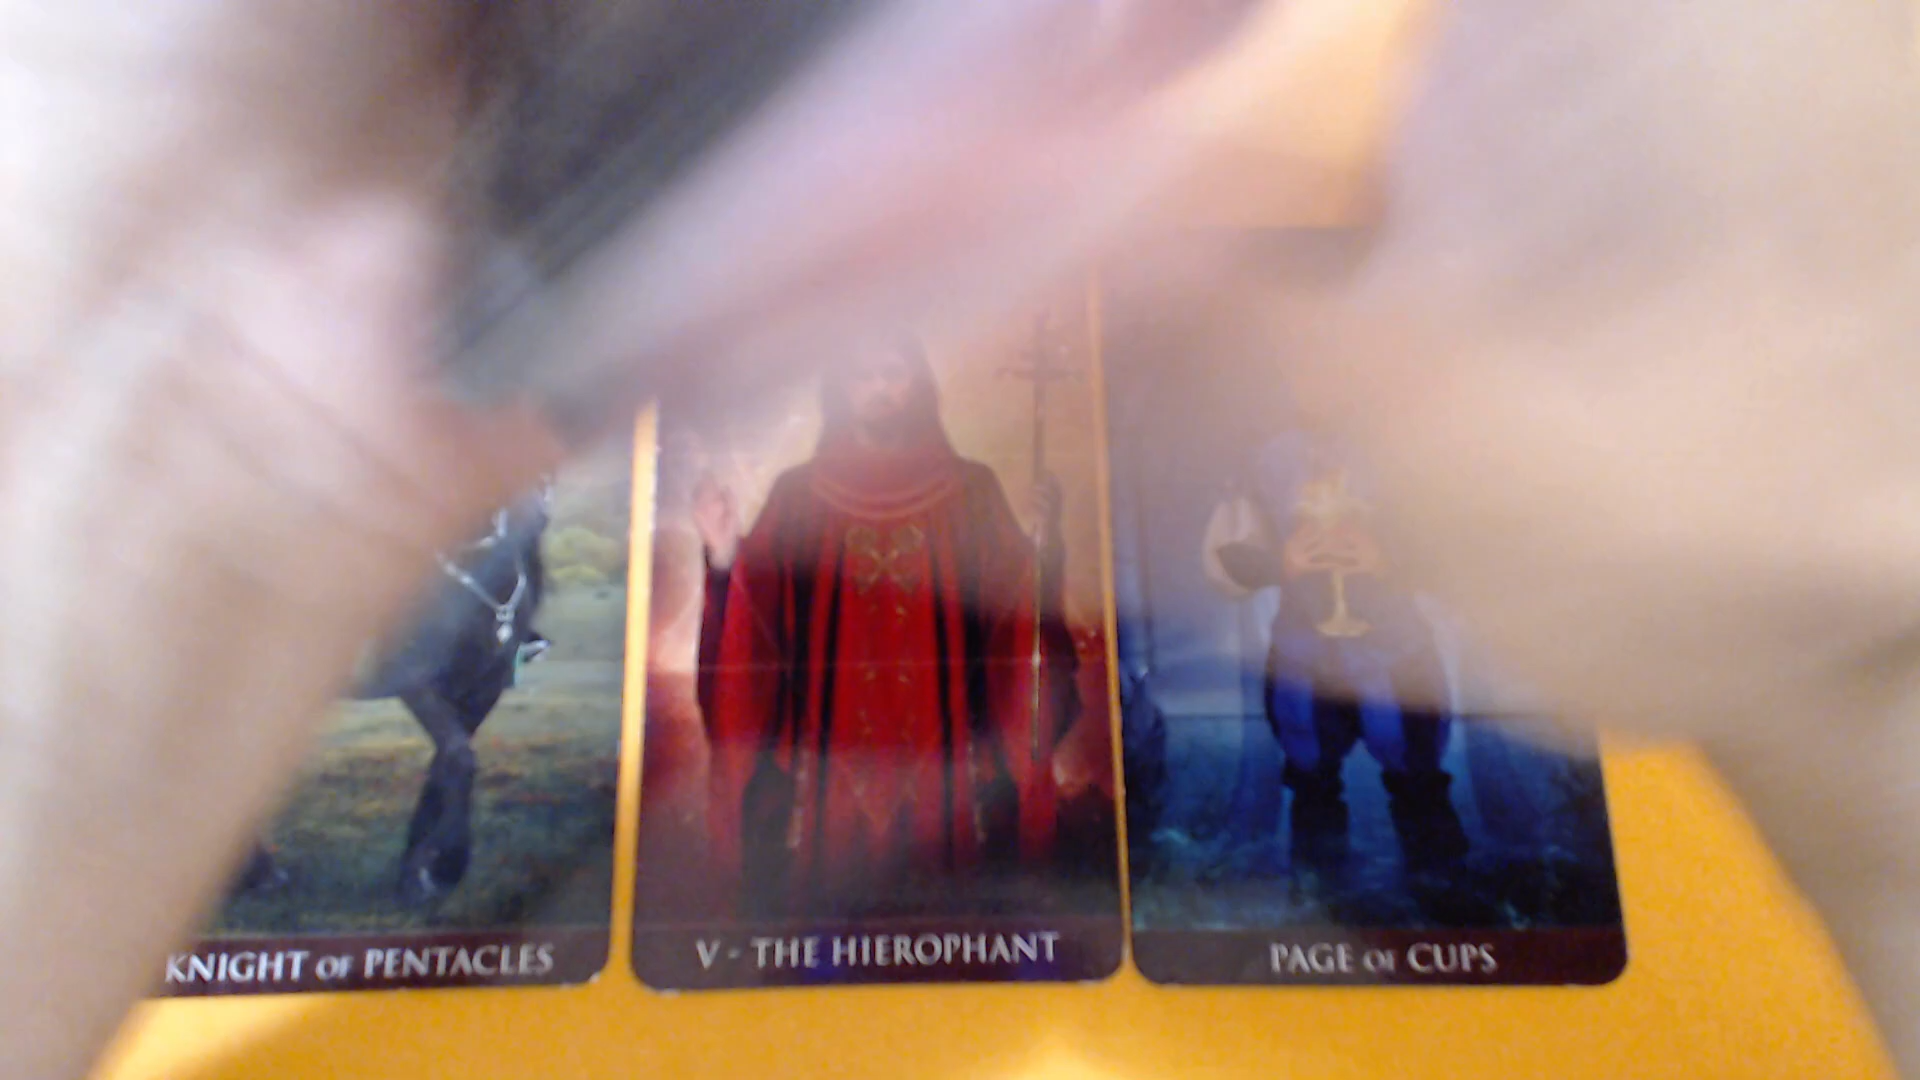 KNIGHT OF PENTACLES
V - THE HIEROPHANT
PAGE OF CUPS